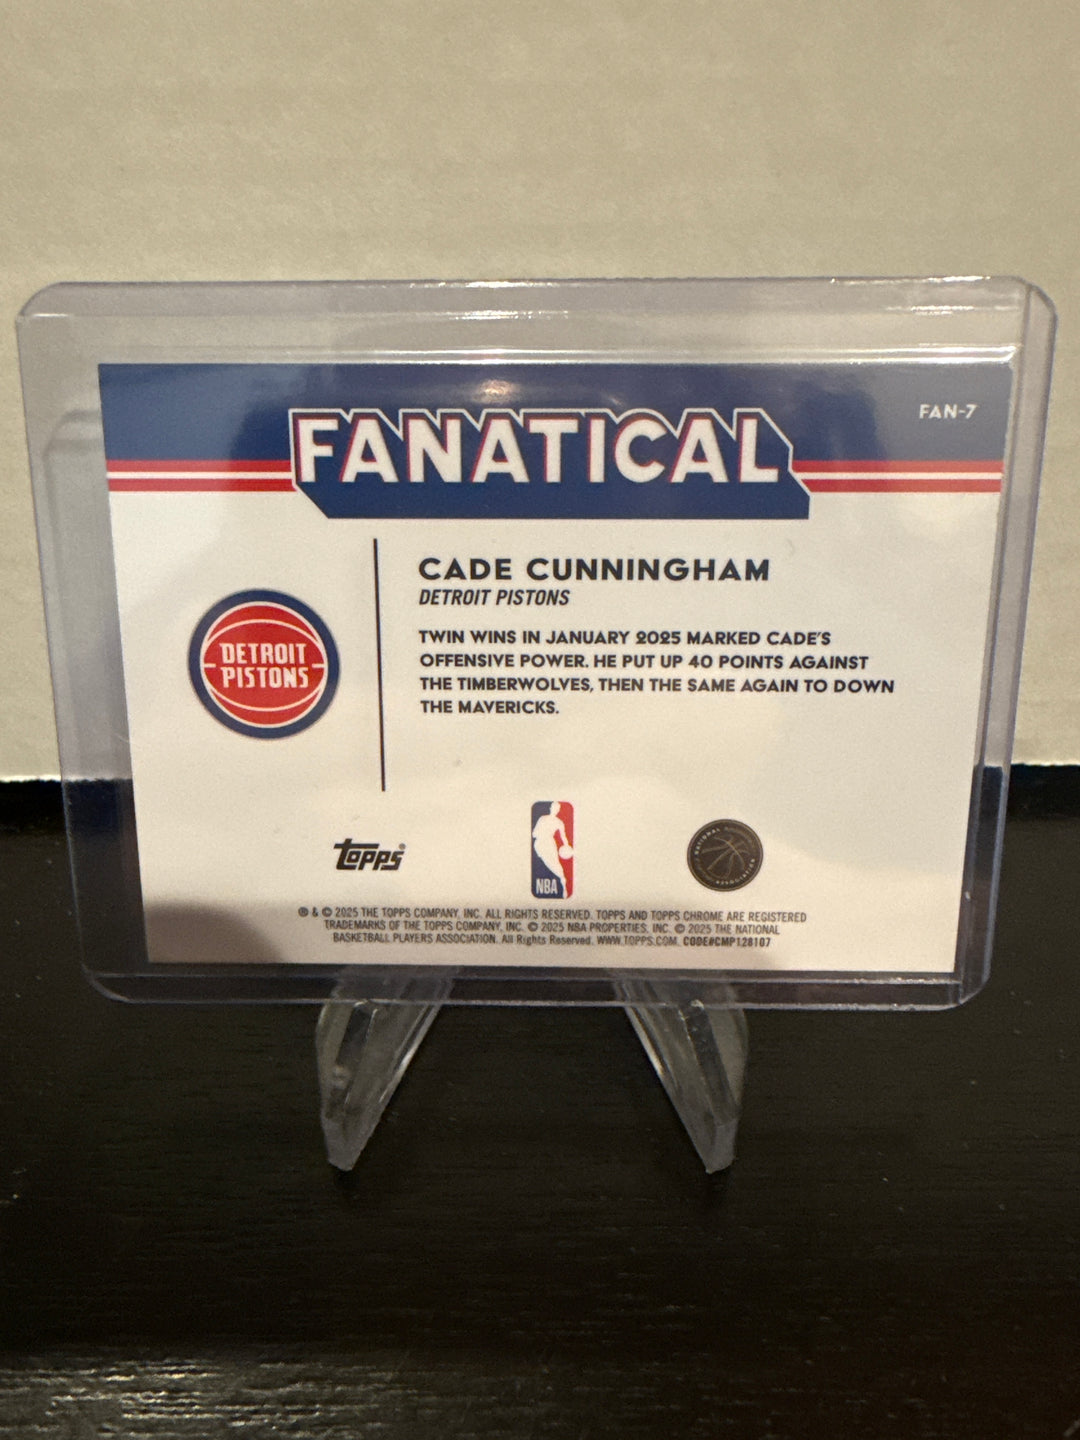 FANATICAL
FAN-7
CADE CUNNINGHAM
DETROIT PISTONS
TWIN WINS IN JANUARY 2025 MARKED CADE'S
OFFENSIVE POWER. HE PUT UP 40 POINTS AGAINST
THE TIMBERWOLVES, THEN THE SAME AGAIN TO DOWN
THE MAVERICKS.
DETROIT
PISTONS
Topps®
NBA
NATIONAL BASKETBALL
ASSOCIATION
® & © 2025 THE TOPPS COMPANY, INC. ALL RIGHTS RESERVED. TOPPS AND TOPPS CHROME ARE REGISTERED
TRADEMARKS OF THE TOPPS COMPANY, INC. © 2025 NBA PROPERTIES, INC. © 2025 THE NATIONAL
BASKETBALL PLAYERS ASSOCIATION. All Rights Reserved. WWW.TOPPS.COM. CODE#CMP128107